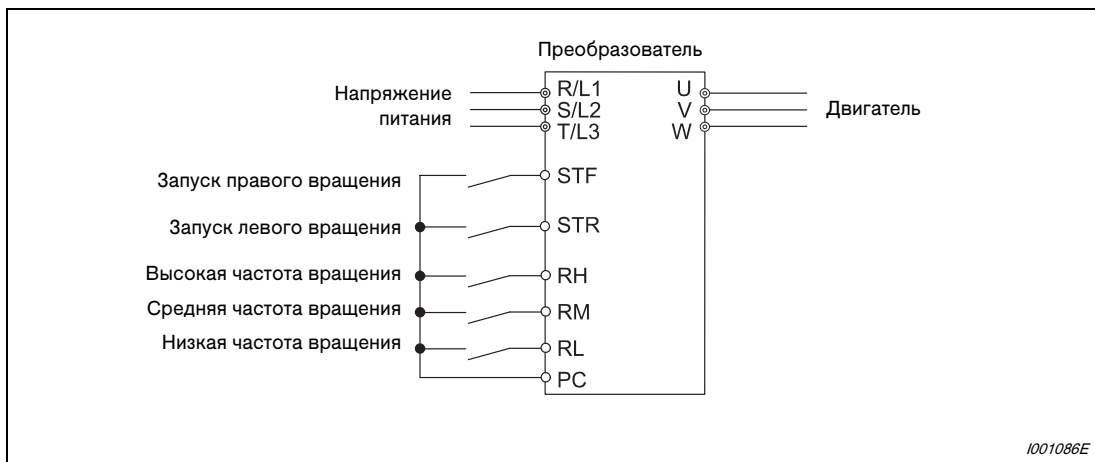 Преобразователь
Напряжение
питания
R/L1
S/L2
T/L3
U
V
W
Двигатель
Запуск правого вращения
STF
Запуск левого вращения
STR
Высокая частота вращения
RH
Средняя частота вращения
RM
Низкая частота вращения
RL
PC
I001086E